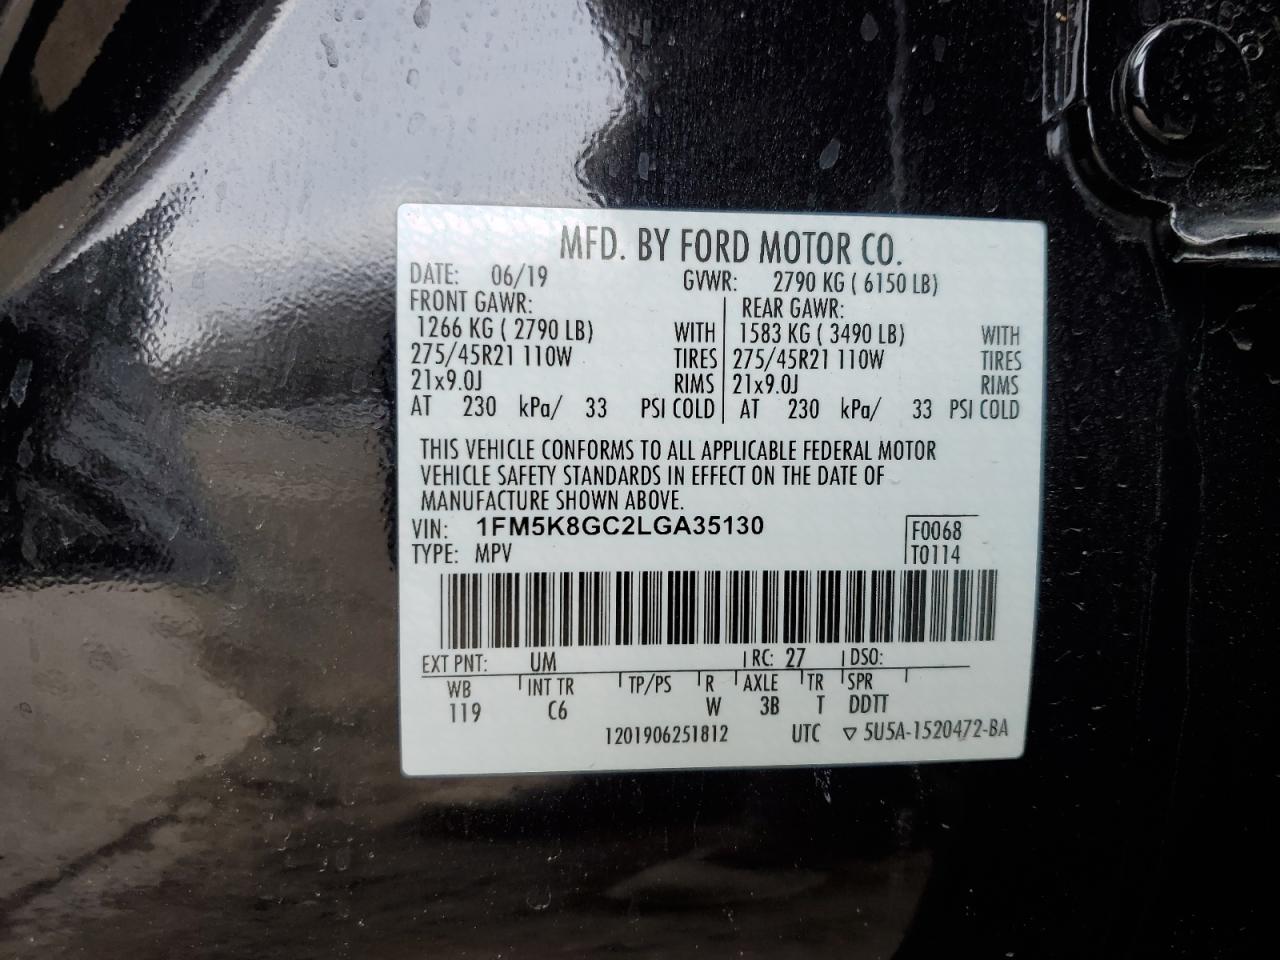 MFD. BY FORD MOTOR CO.
DATE: 06/19 GVWR: 2790 KG ( 6150 LB)
FRONT GAWR: REAR GAWR:
1266 KG ( 2790 LB) WITH 1583 KG ( 3490 LB) WITH
275/45R21 110W TIRES 275/45R21 110W TIRES
21x9.0J RIMS 21x9.0J RIMS
AT 230 kPa/ 33 PSI COLD AT 230 kPa/ 33 PSI COLD
THIS VEHICLE CONFORMS TO ALL APPLICABLE FEDERAL MOTOR
VEHICLE SAFETY STANDARDS IN EFFECT ON THE DATE OF
MANUFACTURE SHOWN ABOVE.
VIN: 1FM5K8GC2LGA35130 F0068
TYPE: MPV T0114
EXT PNT: UM RC: 27 DSO:
WB INT TR TP/PS R AXLE TR SPR
119 C6 W 3B T DDTT
1201906251812 UTC ▽ 5U5A-1520472-BA